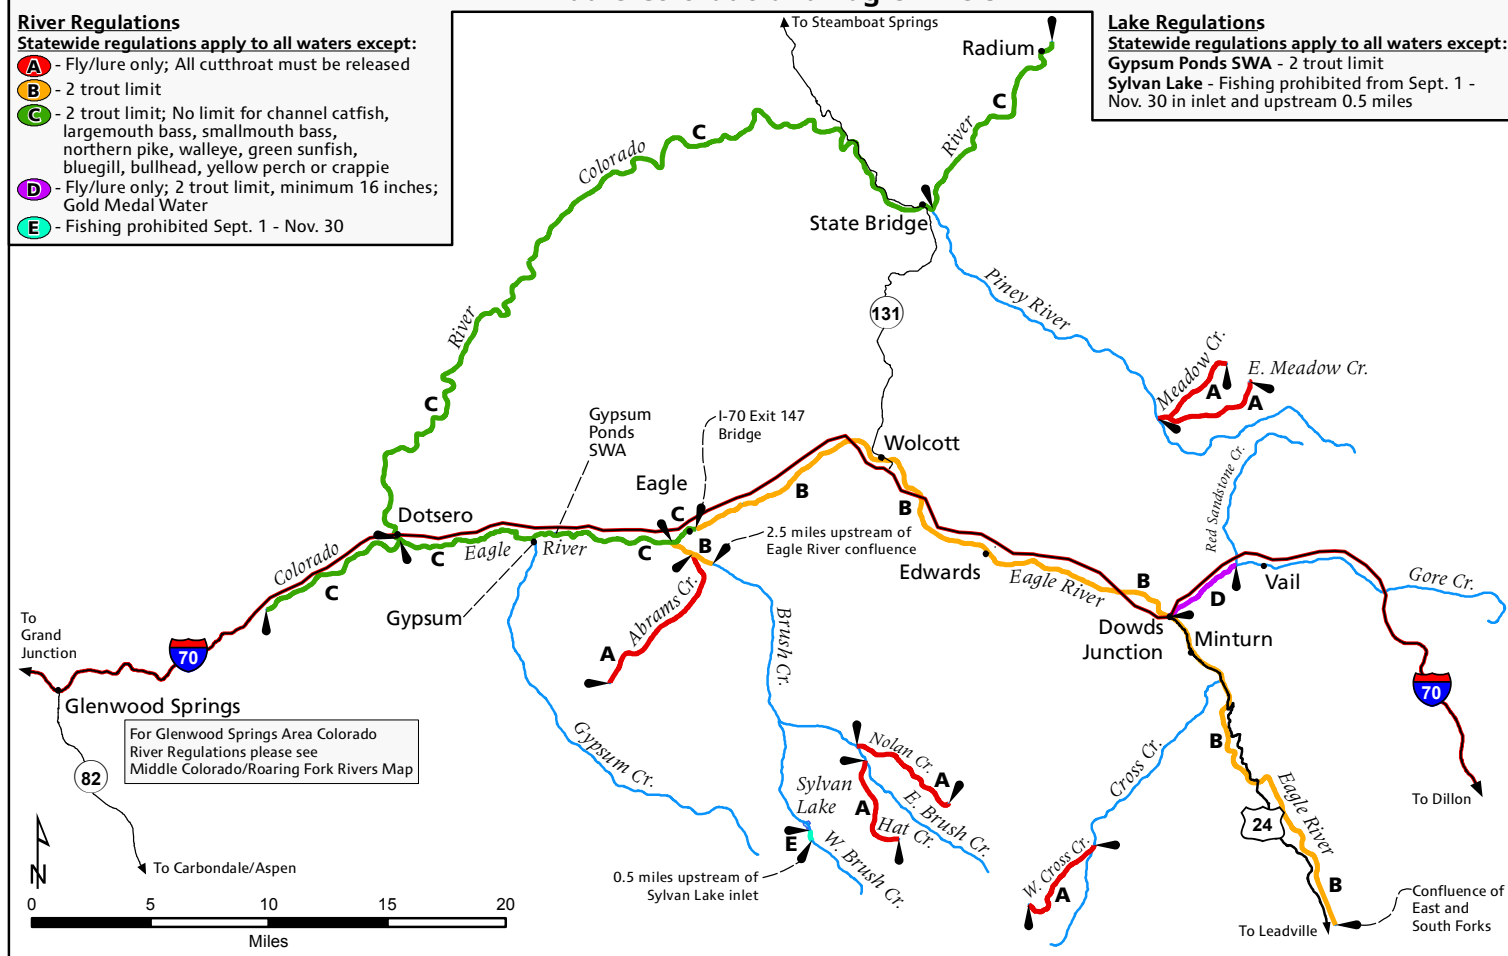 River Regulations
Statewide regulations apply to all waters except:
A - Fly/lure only; All cutthroat must be released
B - 2 trout limit
C - 2 trout limit; No limit for channel catfish,
largemouth bass, smallmouth bass,
northern pike, walleye, green sunfish,
bluegill, bullhead, yellow perch or crappie
D - Fly/lure only; 2 trout limit, minimum 16 inches;
Gold Medal Water
E - Fishing prohibited Sept. 1 - Nov. 30
To Steamboat Springs
Radium
Lake Regulations
Statewide regulations apply to all waters except:
Gypsum Ponds SWA - 2 trout limit
Sylvan Lake - Fishing prohibited from Sept. 1 -
Nov. 30 in inlet and upstream 0.5 miles
C
C
Colorado
River
State Bridge
Piney River
131
River
Meadow Cr.
E. Meadow Cr.
A
A
C
Gypsum
Ponds
SWA
I-70 Exit 147
Bridge
Wolcott
Red Sandstone Cr.
Eagle
B
B
Dotsero
C
2.5 miles upstream of
Eagle River confluence
Colorado
C
Eagle
River
C
B
Edwards
Eagle River
B
D
Vail
Gore Cr.
C
Gypsum
Abrams Cr.
A
Brush Cr.
Dowds
Junction
Minturn
To
Grand
Junction
70
70
Glenwood Springs
For Glenwood Springs Area Colorado
River Regulations please see
Middle Colorado/Roaring Fork Rivers Map
82
Gypsum Cr.
Nolan Cr.
A
Sylvan
Lake
A
Hat Cr.
E. Brush Cr.
Cross Cr.
B
Eagle River
24
To Dillon
E
W. Brush Cr.
0.5 miles upstream of
Sylvan Lake inlet
W. Cross Cr.
A
B
Confluence of
East and
South Forks
To Leadville
To Carbondale/Aspen
N
0 5 10 15 20
Miles